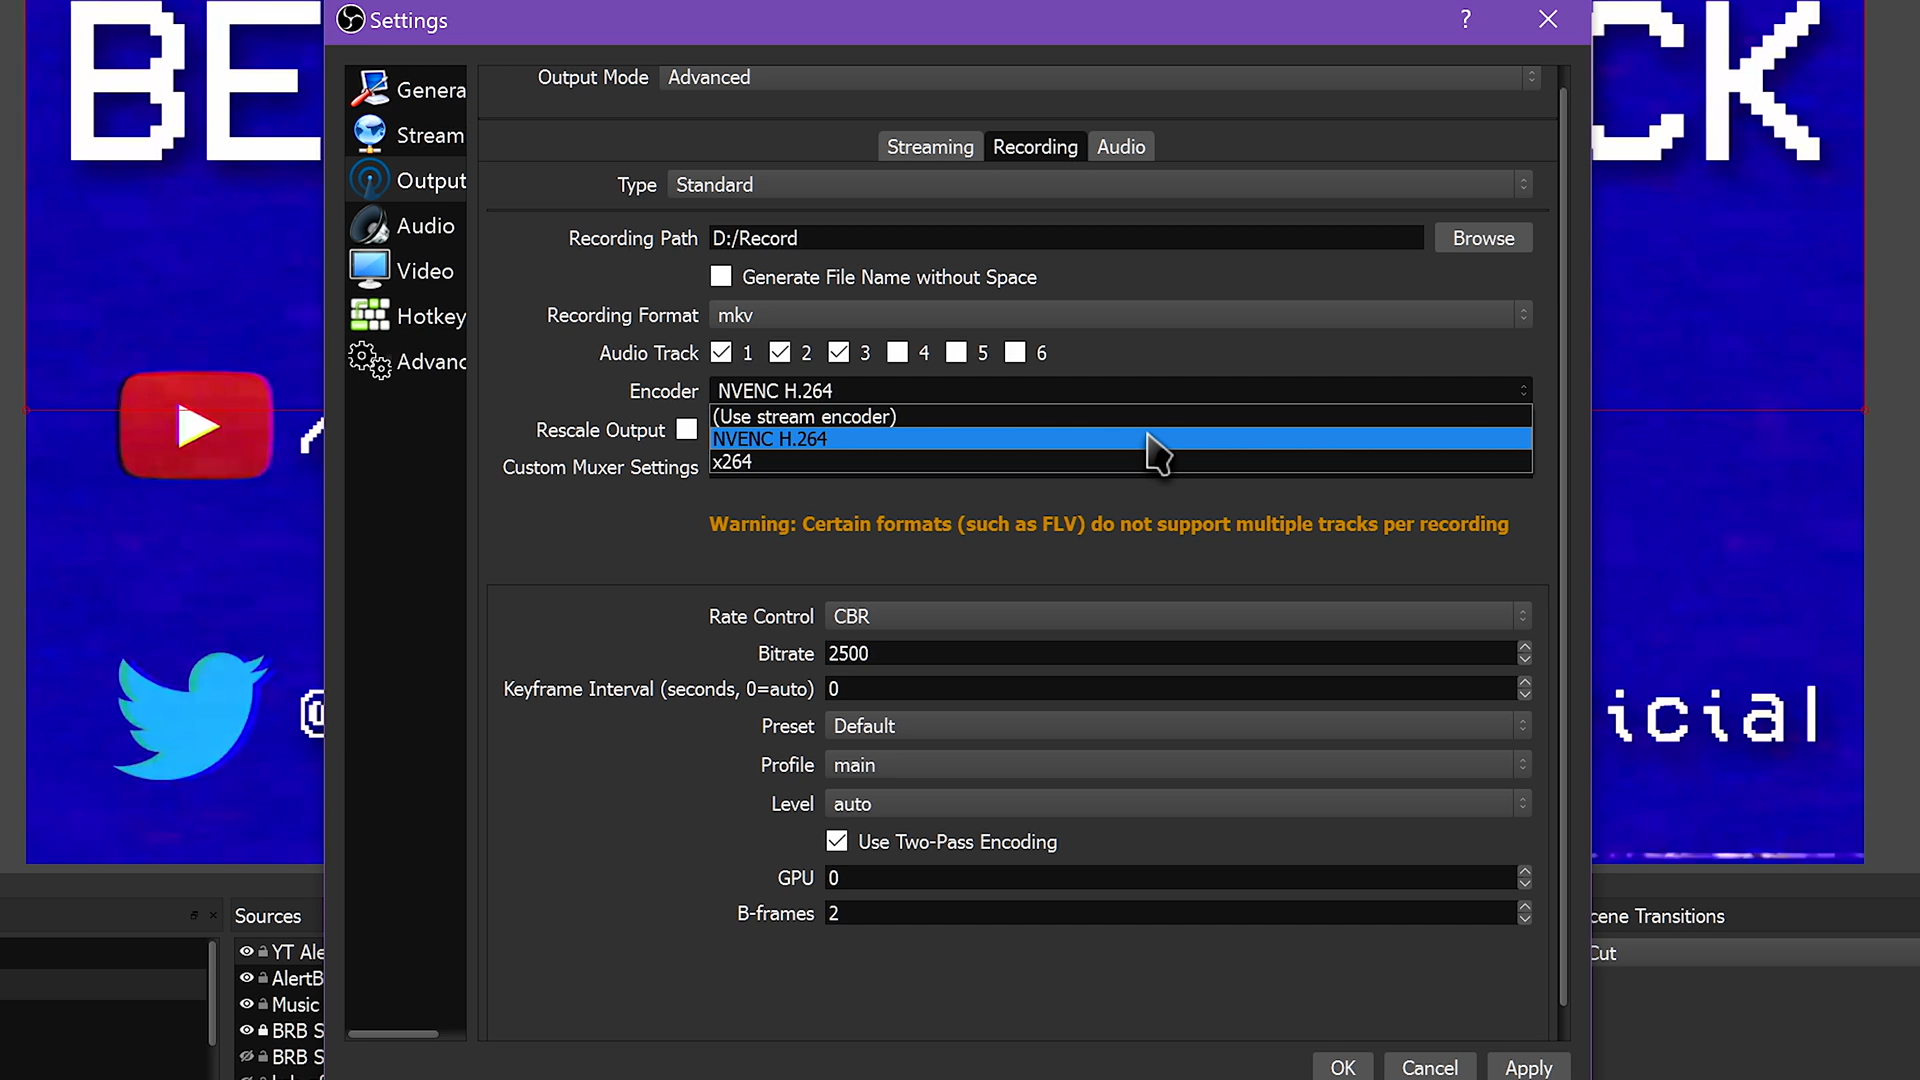 BE
CK
Settings
?
Genera
Stream
Output
Audio
Video
Hotkey
Advanc
Output Mode Advanced
Streaming Recording Audio
Type Standard
Recording Path D:/Record Browse
Generate File Name without Space
Recording Format mkv
Audio Track 1 2 3 4 5 6
Encoder NVENC H.264
(Use stream encoder)
Rescale Output NVENC H.264
x264
Custom Muxer Settings
Warning: Certain formats (such as FLV) do not support multiple tracks per recording
Rate Control CBR
Bitrate 2500
Keyframe Interval (seconds, 0=auto) 0
Preset Default
Profile main
Level auto
Use Two-Pass Encoding
GPU 0
B-frames 2
@
icial
Sources
YT Ale
AlertB
Music
BRB S
BRB S
cene Transitions
Cut
OK Cancel Apply